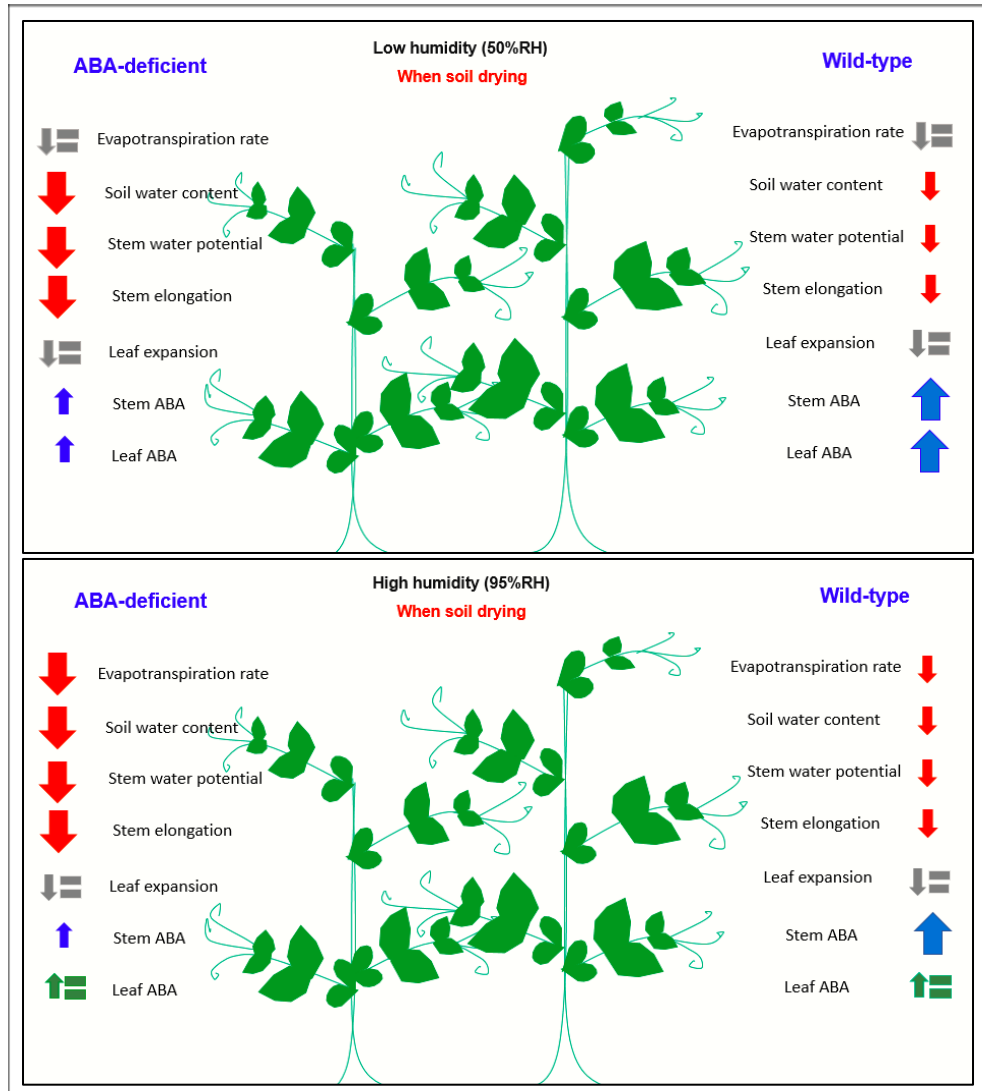 Low humidity (50%RH)
ABA-deficient
Wild-type
When soil drying
Evapotranspiration rate
Soil water content
Stem water potential
Stem elongation
Leaf expansion
Stem ABA
Leaf ABA
Evapotranspiration rate
Soil water content
Stem water potential
Stem elongation
Leaf expansion
Stem ABA
Leaf ABA
High humidity (95%RH)
ABA-deficient
Wild-type
When soil drying
Evapotranspiration rate
Soil water content
Stem water potential
Stem elongation
Leaf expansion
Stem ABA
Leaf ABA
Evapotranspiration rate
Soil water content
Stem water potential
Stem elongation
Leaf expansion
Stem ABA
Leaf ABA